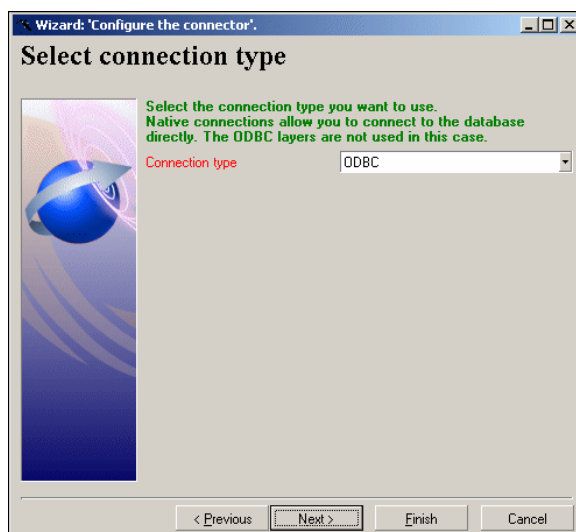 Wizard: 'Configure the connector'.
Select connection type
Select the connection type you want to use.
Native connections allow you to connect to the database
directly. The ODBC layers are not used in this case.
Connection type ODBC
< Previous Next > Finish Cancel